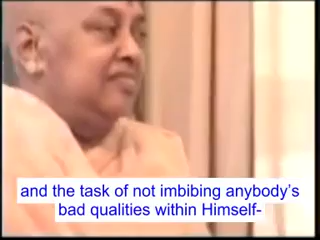 and the task of not imbibing anybody's
bad qualities within Himself-